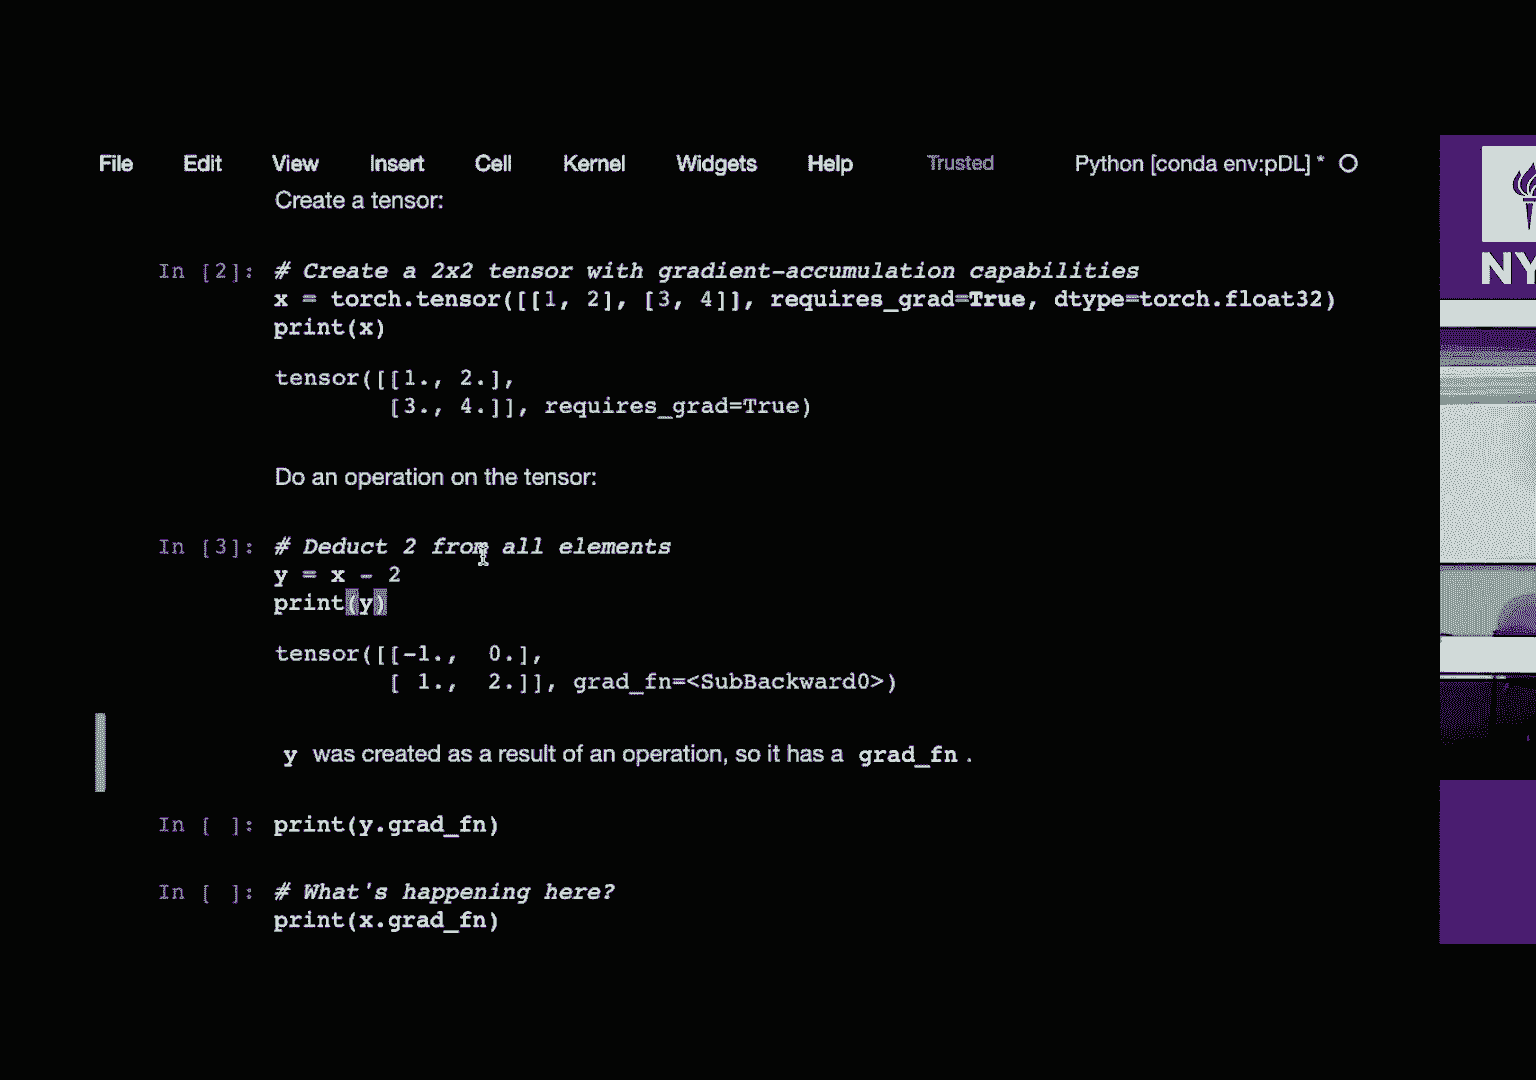 File Edit View Insert Cell Kernel Widgets Help Trusted Python [conda env:pDL] *
Create a tensor:
In [2]: # Create a 2x2 tensor with gradient-accumulation capabilities
x = torch.tensor([[1, 2], [3, 4]], requires_grad=True, dtype=torch.float32)
print(x)
tensor([[1., 2.],
[3., 4.]], requires_grad=True)
Do an operation on the tensor:
In [3]: # Deduct 2 from all elements
y = x - 2
print(y)
tensor([[-1., 0.],
[ 1., 2.]], grad_fn=<SubBackward0>)
y was created as a result of an operation, so it has a grad_fn .
In [ ]: print(y.grad_fn)
In [ ]: # What's happening here?
print(x.grad_fn)
NY